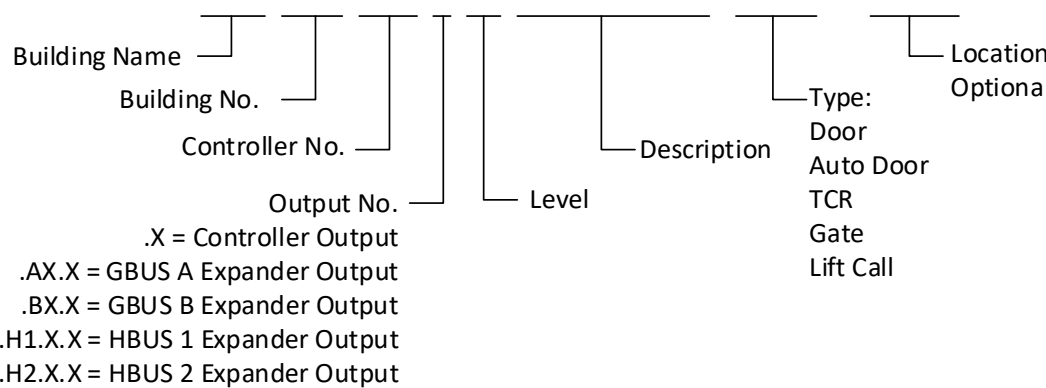 Building Name
Building No.
Controller No.
Output No.
.X = Controller Output
.AX.X = GBUS A Expander Output
.BX.X = GBUS B Expander Output
.H1.X.X = HBUS 1 Expander Output
.H2.X.X = HBUS 2 Expander Output
Level
Description
Type:
Door
Auto Door
TCR
Gate
Lift Call
Location
Optiona